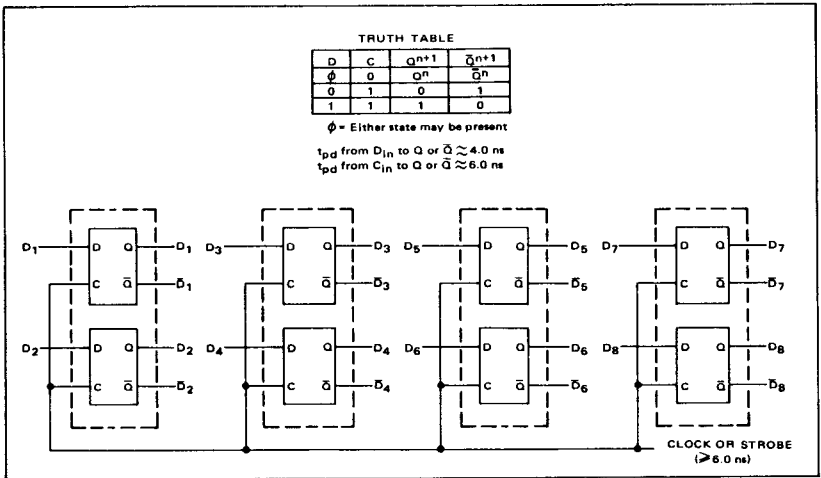 TRUTH TABLE
D C Qⁿ⁺¹ Q̄ⁿ⁺¹
ϕ 0 Qⁿ Q̄ⁿ
0 1 0 1
1 1 1 0
ϕ = Either state may be present
tpd from Din to Q or Q̄ ≈ 4.0 ns
tpd from Cin to Q or Q̄ ≈ 6.0 ns
D₁ D Q D₁ D₃ D Q D₃ D₅ D Q D₅ D₇ D Q D₇
C Q̄ D̄₁ C Q̄ D̄₃ C Q̄ D̄₅ C Q̄ D̄₇
D₂ D Q D₂ D₄ D Q D₄ D₆ D Q D₆ D₈ D Q D₈
C Q̄ D̄₂ C Q̄ D̄₄ C Q̄ D̄₆ C Q̄ D̄₈
CLOCK OR STROBE
(⩾6.0 ns)